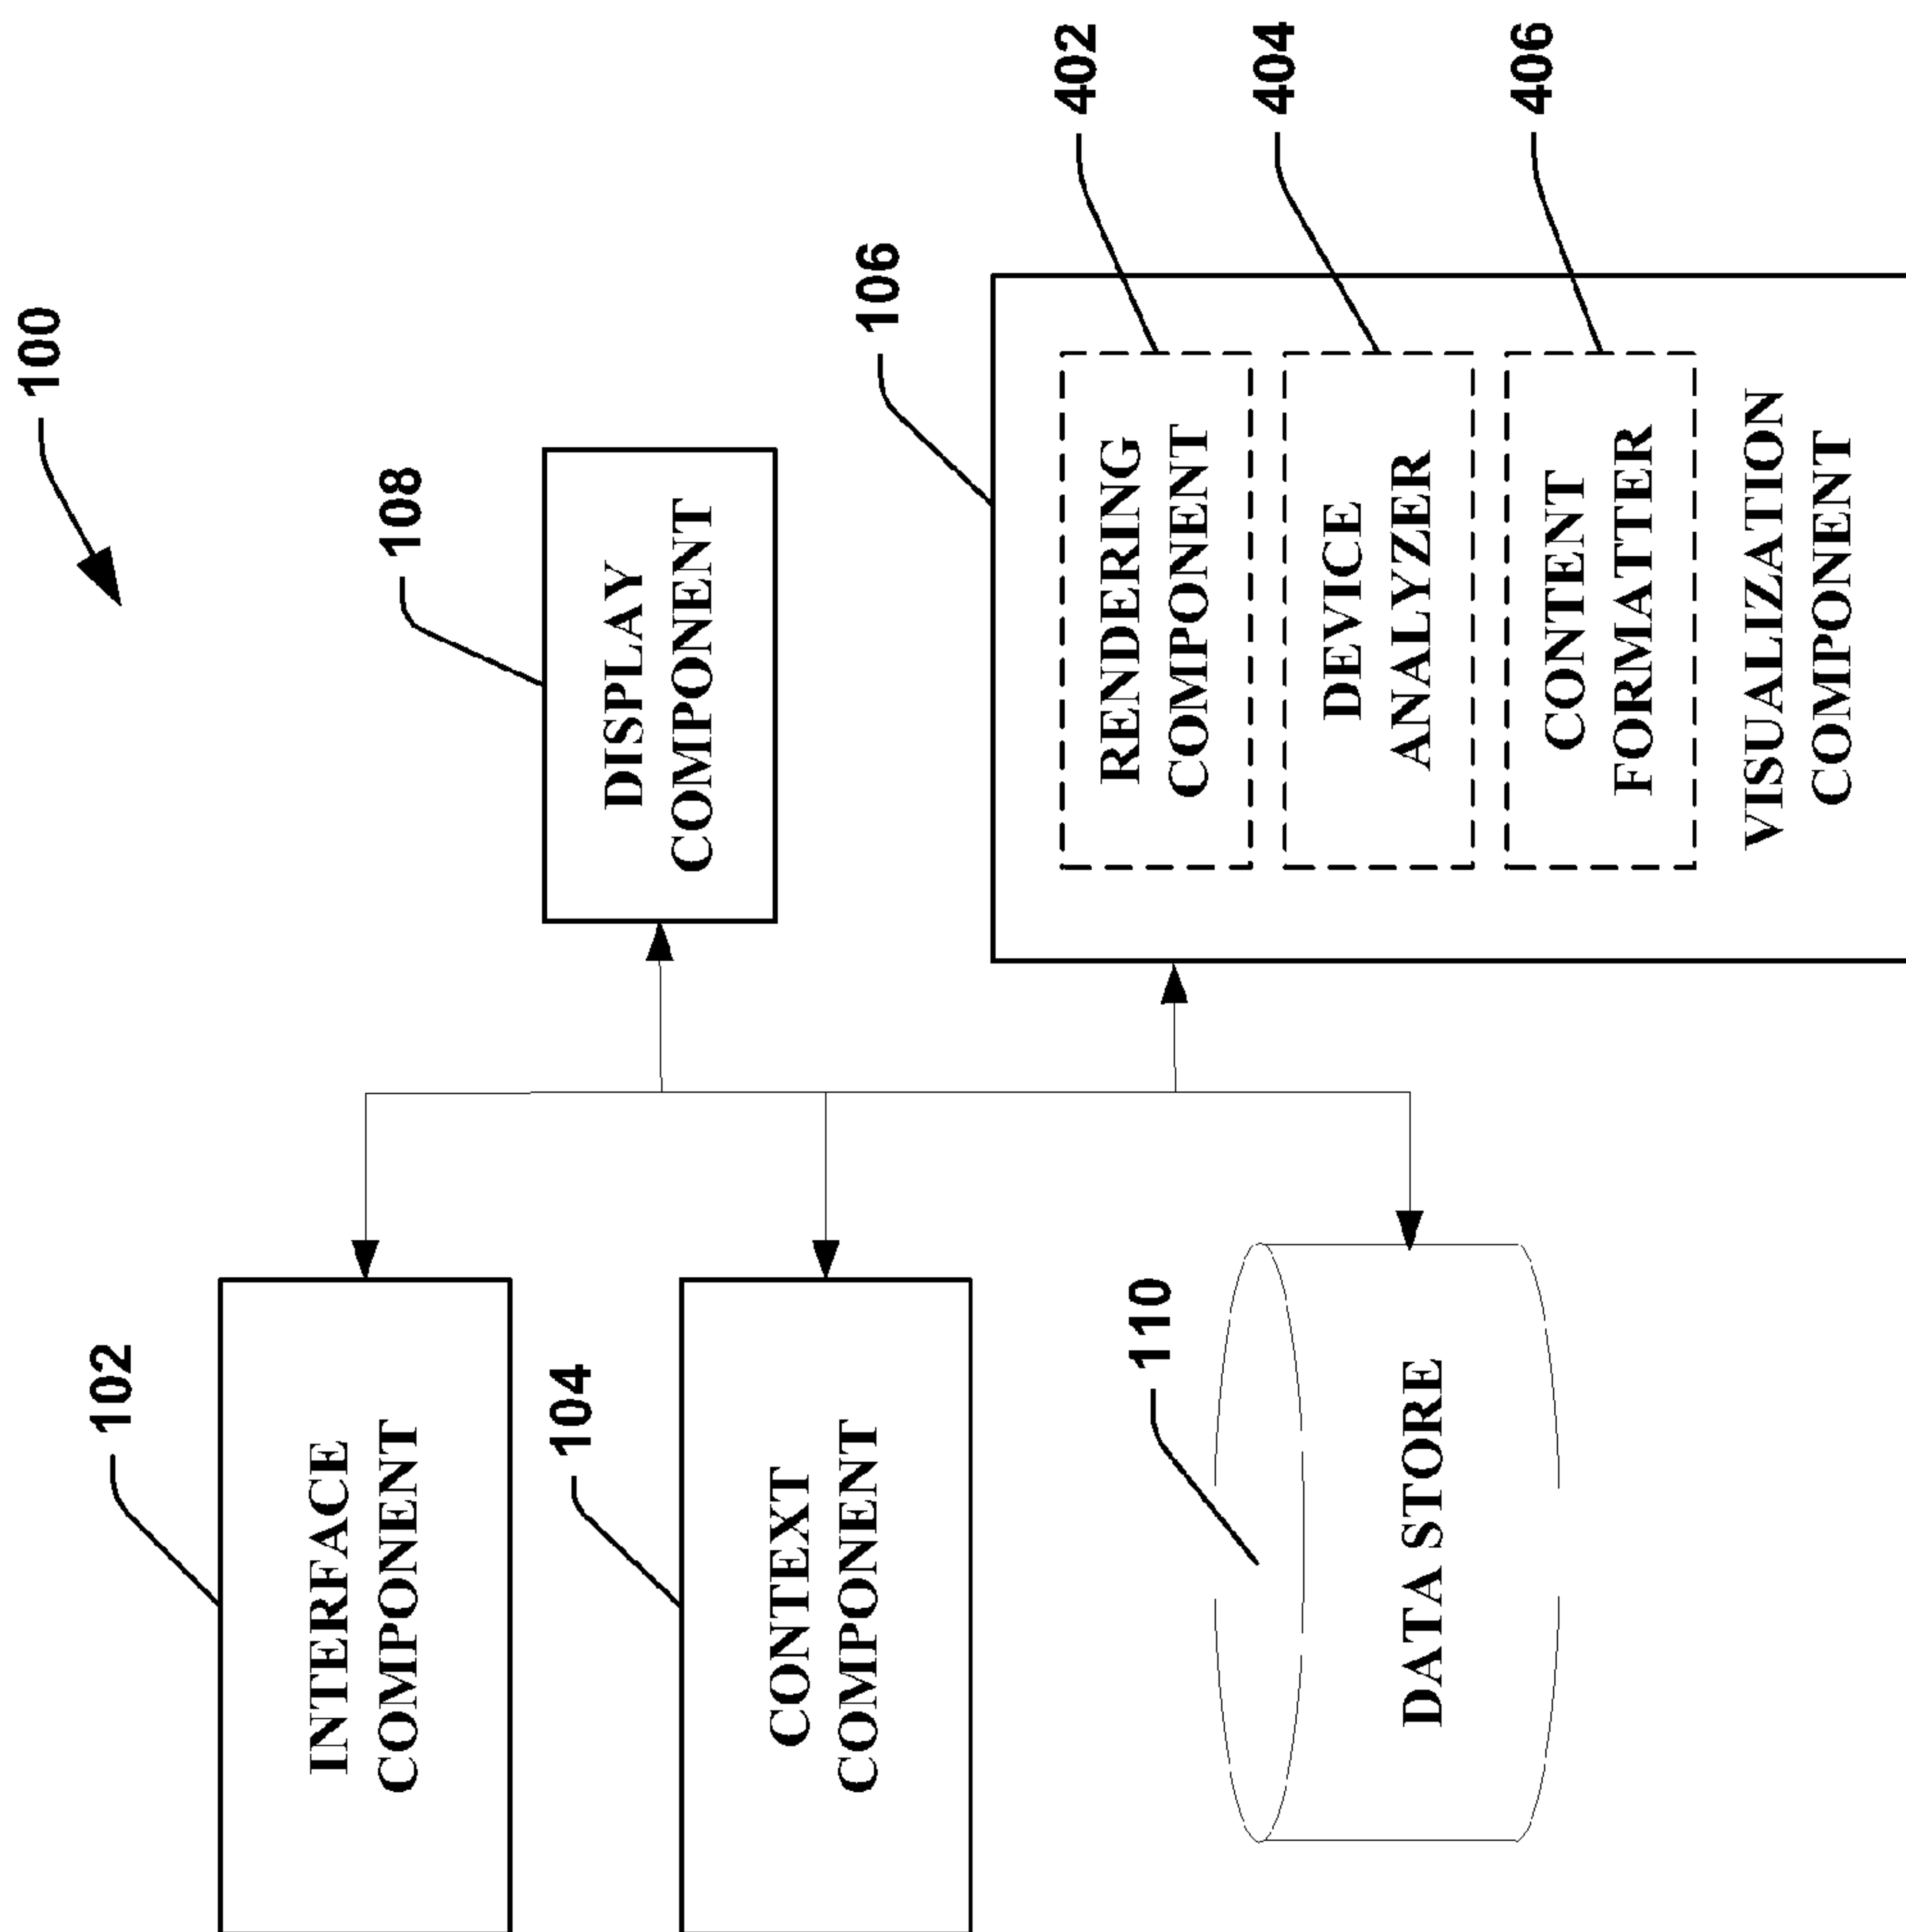 100
102
INTERFACE
COMPONENT
108
DISPLAY
COMPONENT
104
CONTEXT
COMPONENT
106
402
RENDERING
COMPONENT
404
DEVICE
ANALYZER
406
CONTENT
FORMATTER
VISUALIZATION
COMPONENT
110
DATA STORE